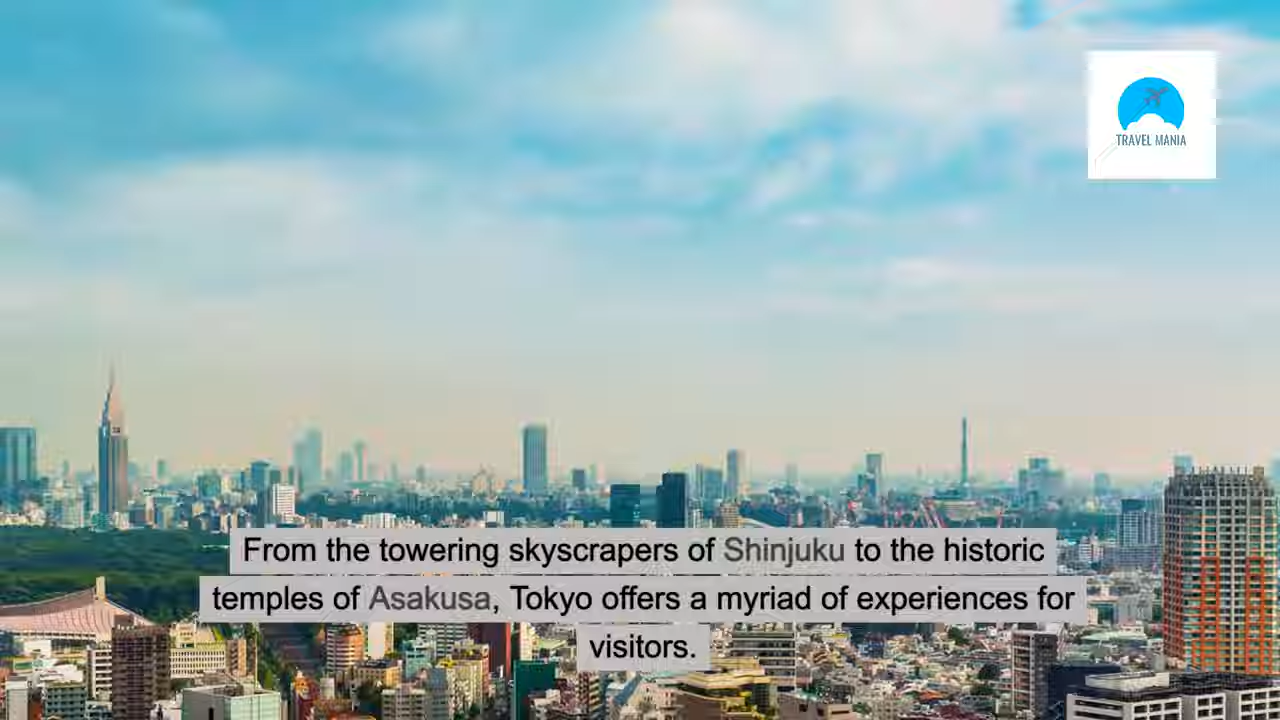 TRAVEL MANIA
From the towering skyscrapers of Shinjuku to the historic
temples of Asakusa, Tokyo offers a myriad of experiences for
visitors.